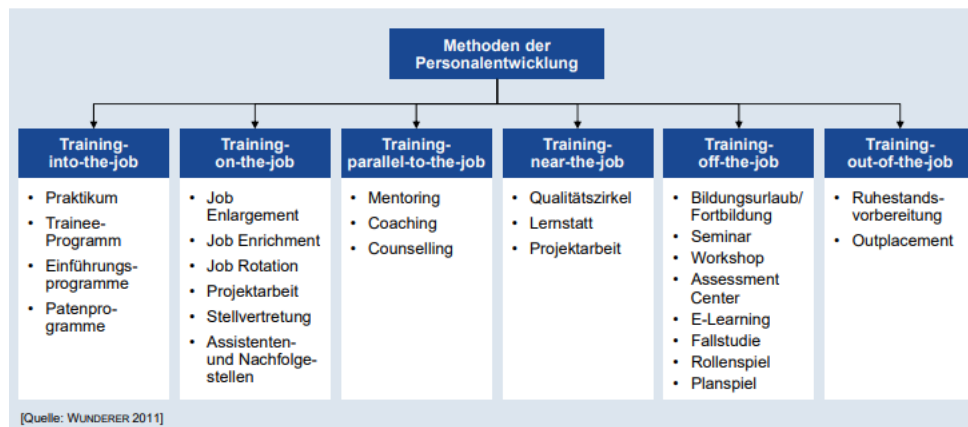 Methoden der
Personalentwicklung
Training-
into-the-job
• Praktikum
• Trainee-
Programm
• Einführungs-
programme
• Patenpro-
gramme
Training-
on-the-job
• Job
Enlargement
• Job Enrichment
• Job Rotation
• Projektarbeit
• Stellvertretung
• Assistenten-
und Nachfolge-
stellen
Training-
parallel-to-the-job
• Mentoring
• Coaching
• Counselling
Training-
near-the-job
• Qualitätszirkel
• Lernstatt
• Projektarbeit
Training-
off-the-job
• Bildungsurlaub/
Fortbildung
• Seminar
• Workshop
• Assessment
Center
• E-Learning
• Fallstudie
• Rollenspiel
• Planspiel
Training-
out-of-the-job
• Ruhestands-
vorbereitung
• Outplacement
[Quelle: WUNDERER 2011]